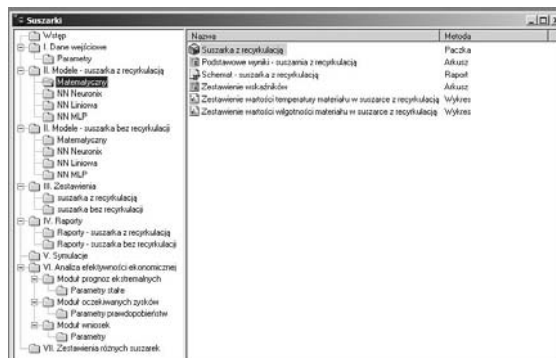 Suszarki
Wstęp
I. Dane wejściowe
Parametry
II. Modele - suszarka z recyrkulacją
Matematyczny
NN Neuronix
NN Liniowa
NN MLP
II. Modele - suszarka bez recyrkulacji
Matematyczny
NN Neuronix
NN Liniowa
NN MLP
III. Zestawienia
suszarka z recyrkulacją
suszarka bez recyrkulacji
IV. Raporty
Raporty - suszarka z recyrkulacją
Raporty - suszarka bez recyrkulacji
V. Symulacje
VI. Analiza efektywności ekonomicznej
Moduł prognoz ekstremalnych
Parametry stałe
Moduł oczekiwanych zysków
Parametry prawdopobieństw
Moduł wniosek
Parametry
VII. Zestawienia różnych suszarek
Nazwa Metoda
Suszarka z recyrkulacją Paczka
Podstawowe wyniki - suszarnia z recyrkulacją Arkusz
Schemat - suszarka z recyrkulacją Raport
Zestawienie wskaźników Arkusz
Zestawienie wartości temperatury materiału w suszarce z recyrkulacją Wykres
Zestawienie wartości wilgotności materiału w suszarce z recyrkulacją Wykres